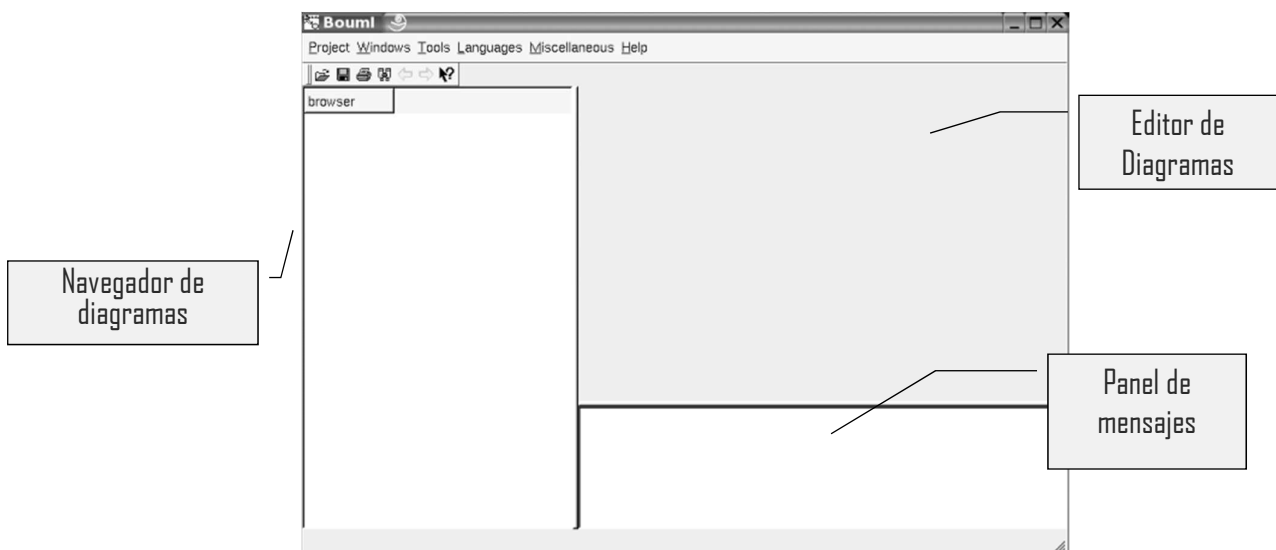 Bouml
Project Windows Tools Languages Miscellaneous Help
browser
Editor de
Diagramas
Navegador de
diagramas
Panel de
mensajes